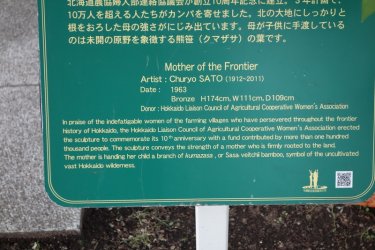 北海道農協婦人部連絡協議会が創立10周年記念に建立。3年計画で、
10万人を超える人たちがカンパを寄せました。北の大地にしっかりと
根をおろした母の強さがにじみ出ています。母が子供に手渡している
のは未開の原野を象徴する熊笹（クマザサ）の葉です。
Mother of the Frontier
Artist : Churyo SATO (1912–2011)
Date : 1963
Bronze H174cm, W111cm, D109cm
Donor : Hokkaido Liaison Council of Agricultural Cooperative Women's Association
In praise of the indefatigable women of the farming villages who have persevered throughout the frontier
history of Hokkaido, the Hokkaido Liaison Council of Agricultural Cooperative Women's Association erected
the sculpture to commemorate its 10th anniversary with a fund contributed by more than one hundred
thousand people. The sculpture conveys the strength of a mother who is firmly rooted to the land.
The mother is handing her child a branch of kumazasa, or Sasa veitchii bamboo, symbol of the uncultivated
vast Hokkaido wilderness.